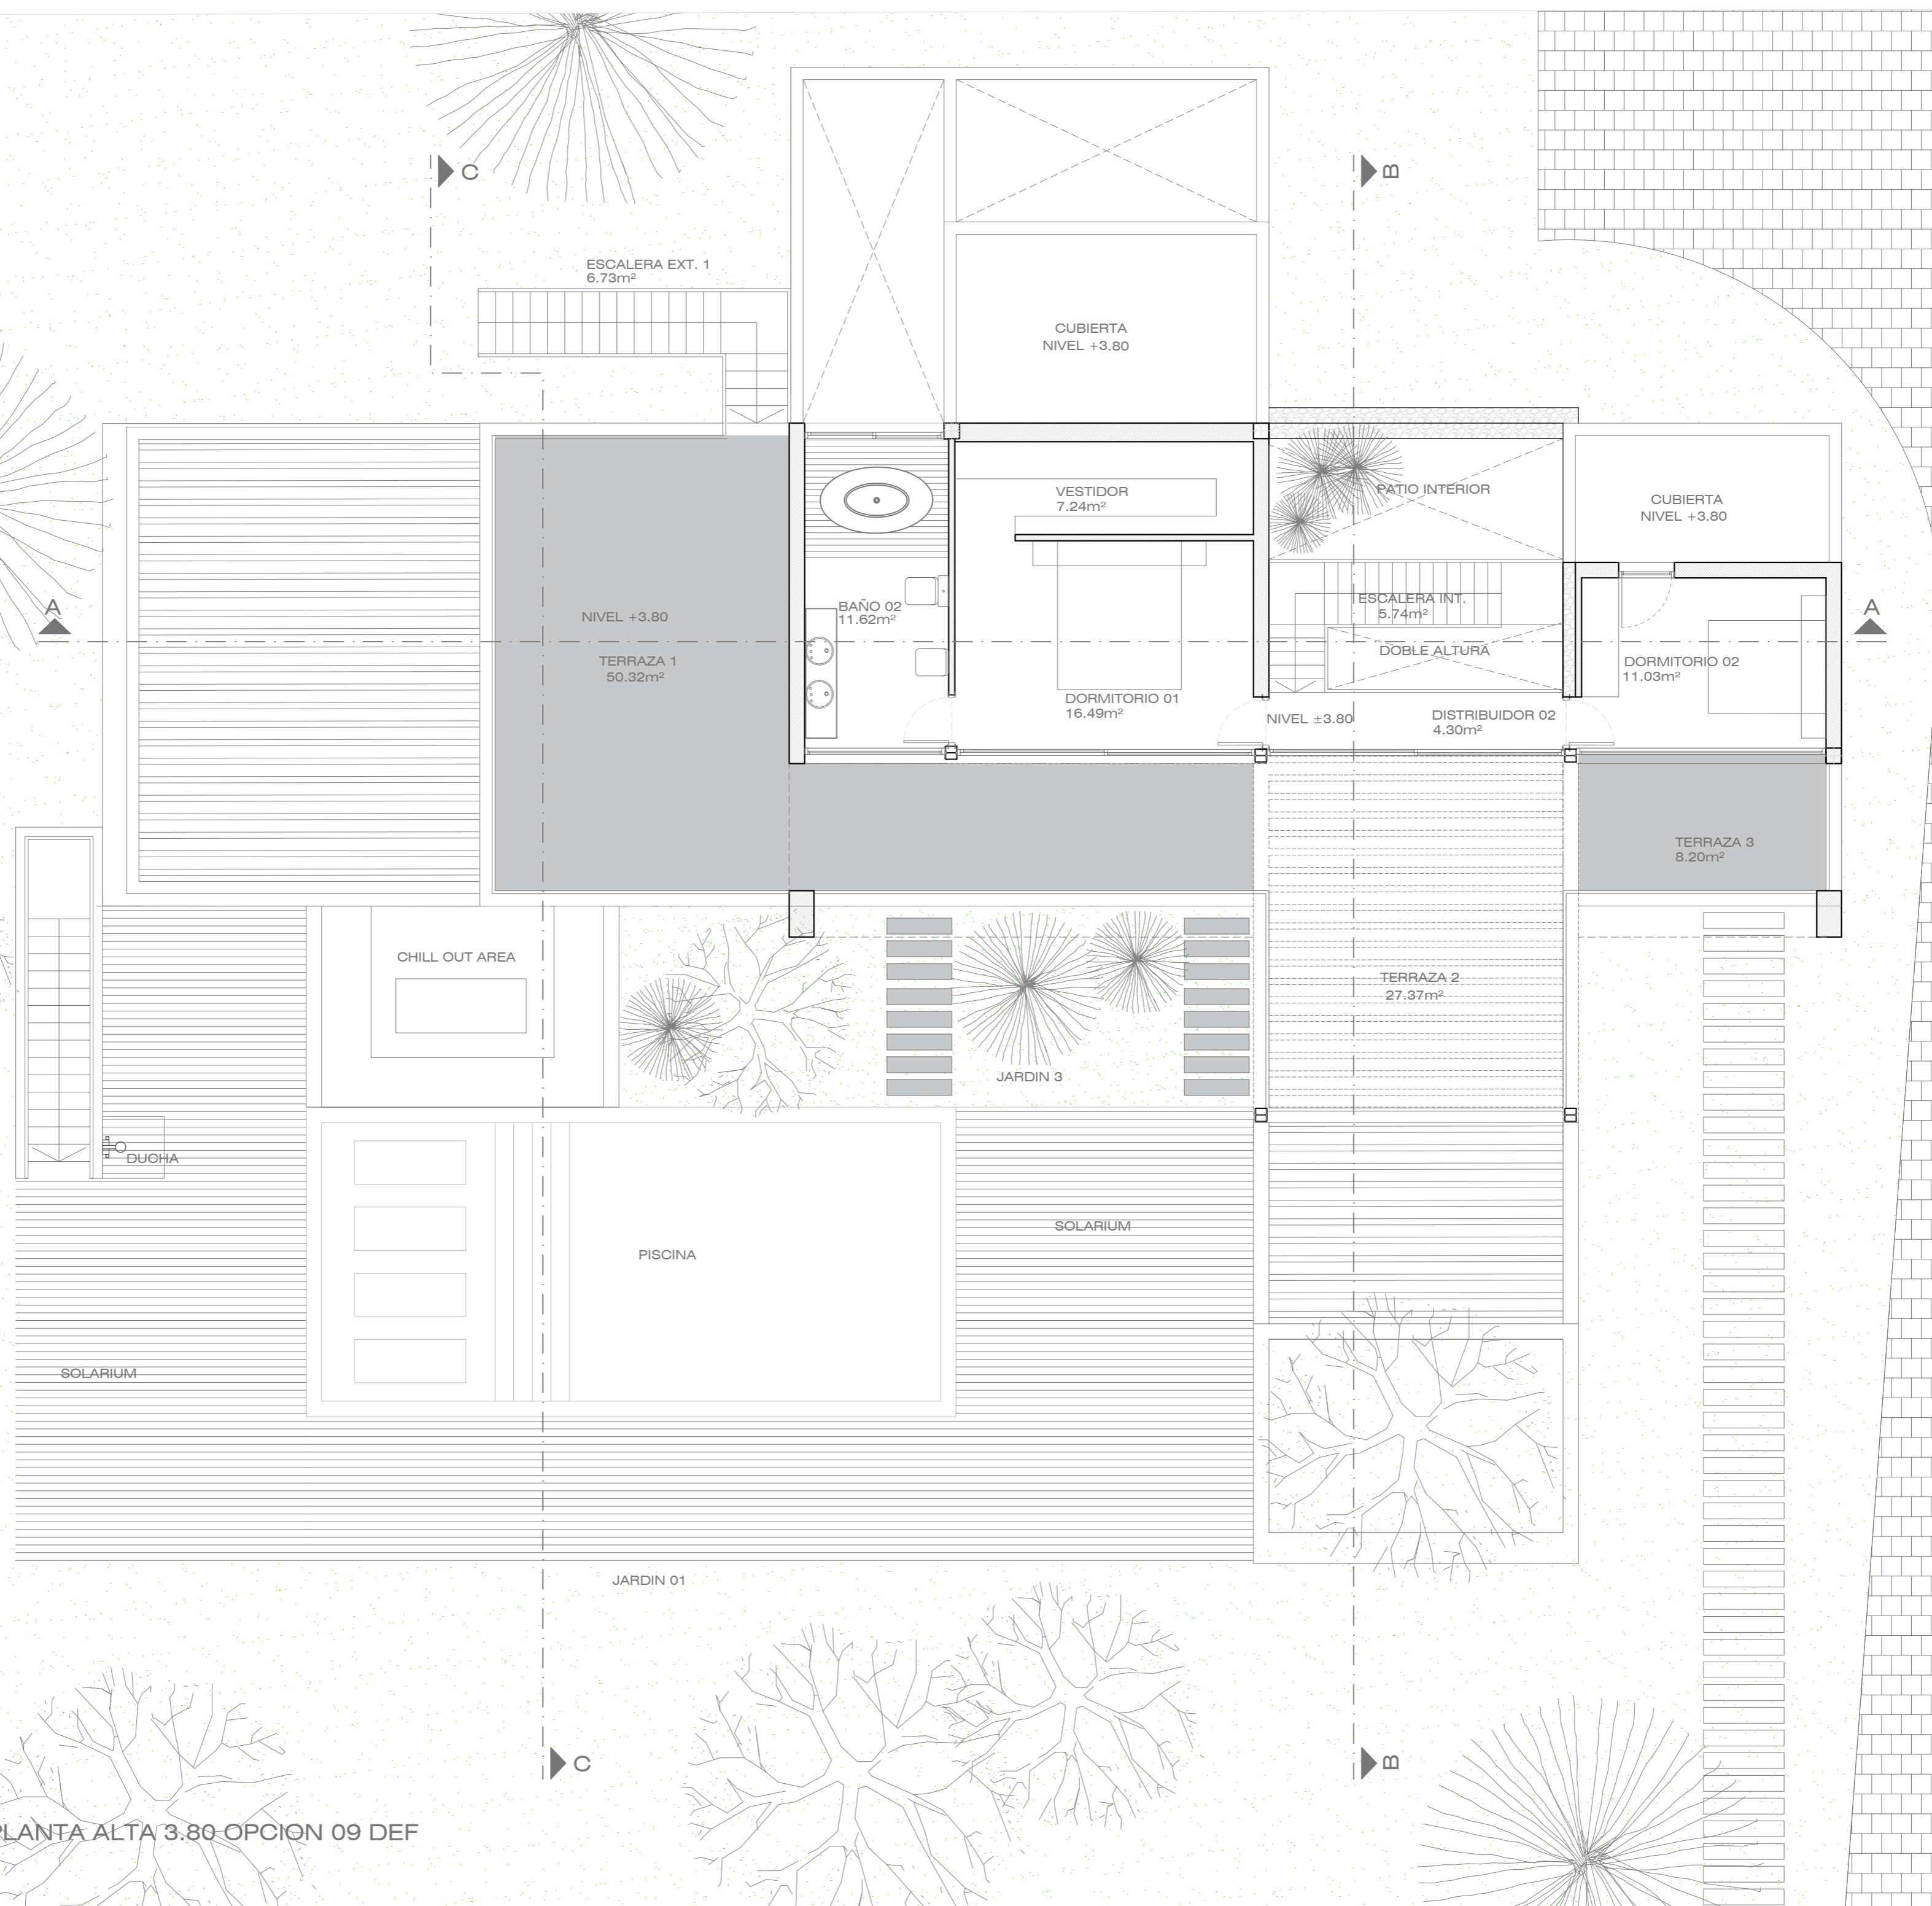 C
B
ESCALERA EXT. 1
6.73m²
CUBIERTA
NIVEL +3.80
VESTIDOR
7.24m²
PATIO INTERIOR
CUBIERTA
NIVEL +3.80
A
NIVEL +3.80
BAÑO 02
11.62m²
ESCALERA INT.
5.74m²
A
TERRAZA 1
50.32m²
DOBLE ALTURA
DORMITORIO 02
11.03m²
DORMITORIO 01
16.49m²
NIVEL ±3.80
DISTRIBUIDOR 02
4.30m²
TERRAZA 3
8.20m²
CHILL OUT AREA
TERRAZA 2
27.37m²
JARDIN 3
DUCHA
SOLARIUM
PISCINA
SOLARIUM
JARDIN 01
C
B
PLANTA ALTA 3.80 OPCION 09 DEF